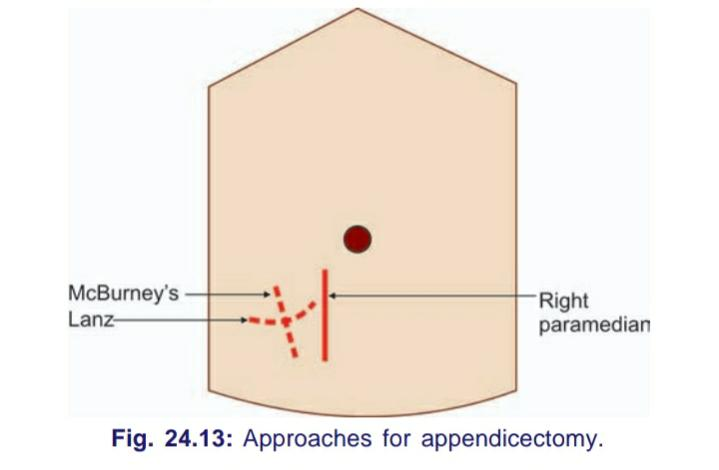 McBurney's
Lanz
Right
paramedian
Fig. 24.13: Approaches for appendicectomy.